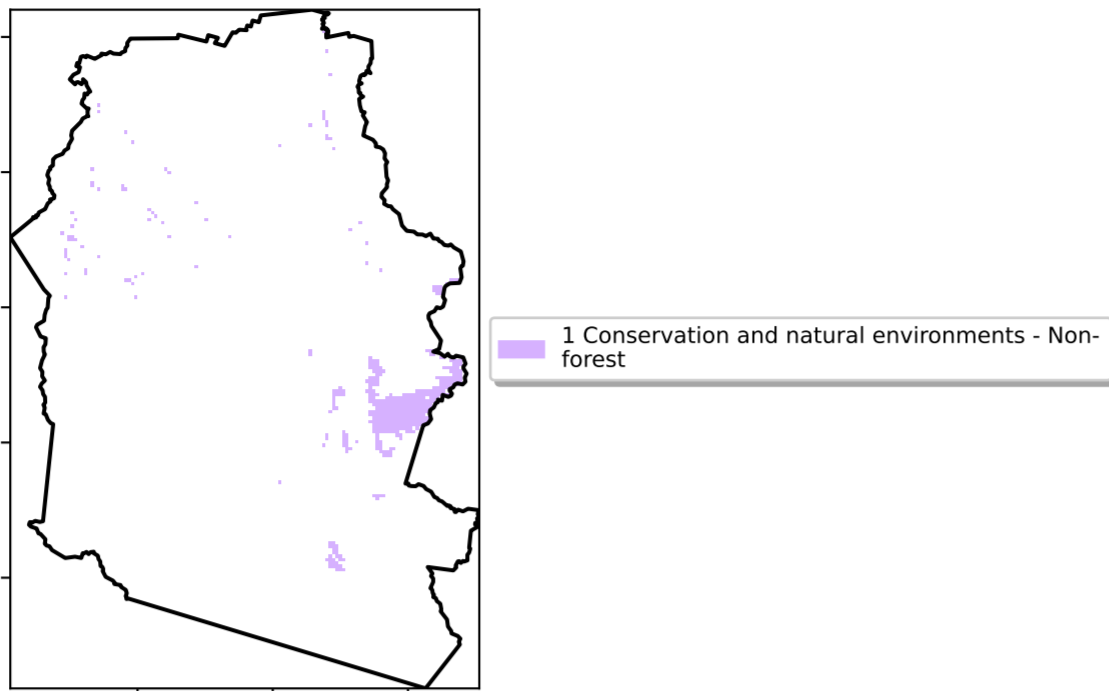 1 Conservation and natural environments - Non-
forest